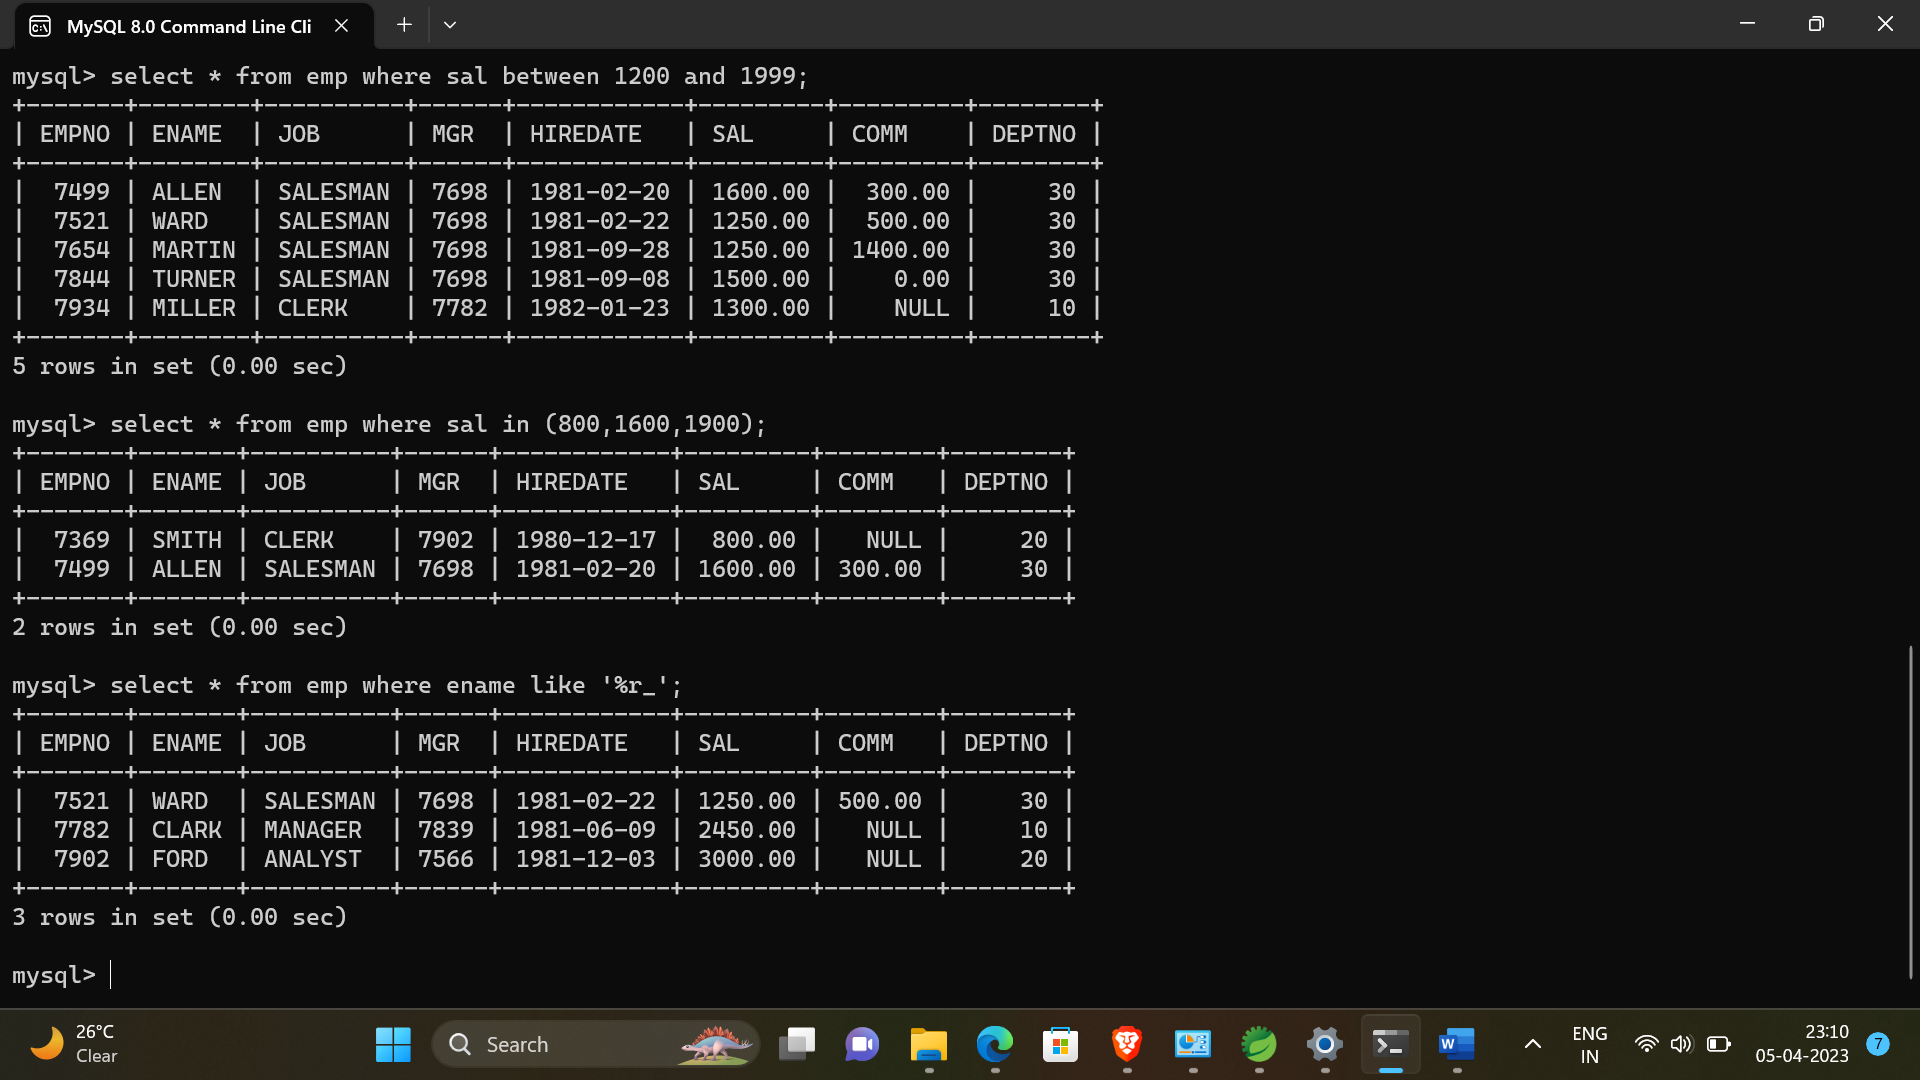 MySQL 8.0 Command Line Cli
mysql> select * from emp where sal between 1200 and 1999;
+-------+--------+----------+------+------------+---------+---------+--------+
| EMPNO | ENAME  | JOB      | MGR  | HIREDATE   | SAL     | COMM    | DEPTNO |
+-------+--------+----------+------+------------+---------+---------+--------+
|  7499 | ALLEN  | SALESMAN | 7698 | 1981-02-20 | 1600.00 |  300.00 |     30 |
|  7521 | WARD   | SALESMAN | 7698 | 1981-02-22 | 1250.00 |  500.00 |     30 |
|  7654 | MARTIN | SALESMAN | 7698 | 1981-09-28 | 1250.00 | 1400.00 |     30 |
|  7844 | TURNER | SALESMAN | 7698 | 1981-09-08 | 1500.00 |    0.00 |     30 |
|  7934 | MILLER | CLERK    | 7782 | 1982-01-23 | 1300.00 |    NULL |     10 |
+-------+--------+----------+------+------------+---------+---------+--------+
5 rows in set (0.00 sec)
mysql> select * from emp where sal in (800,1600,1900);
+-------+-------+----------+------+------------+---------+--------+--------+
| EMPNO | ENAME | JOB      | MGR  | HIREDATE   | SAL     | COMM   | DEPTNO |
+-------+-------+----------+------+------------+---------+--------+--------+
|  7369 | SMITH | CLERK    | 7902 | 1980-12-17 |  800.00 |   NULL |     20 |
|  7499 | ALLEN | SALESMAN | 7698 | 1981-02-20 | 1600.00 | 300.00 |     30 |
+-------+-------+----------+------+------------+---------+--------+--------+
2 rows in set (0.00 sec)
mysql> select * from emp where ename like '%r_';
+-------+-------+----------+------+------------+---------+--------+--------+
| EMPNO | ENAME | JOB      | MGR  | HIREDATE   | SAL     | COMM   | DEPTNO |
+-------+-------+----------+------+------------+---------+--------+--------+
|  7521 | WARD  | SALESMAN | 7698 | 1981-02-22 | 1250.00 | 500.00 |     30 |
|  7782 | CLARK | MANAGER  | 7839 | 1981-06-09 | 2450.00 |   NULL |     10 |
|  7902 | FORD  | ANALYST  | 7566 | 1981-12-03 | 3000.00 |   NULL |     20 |
+-------+-------+----------+------+------------+---------+--------+--------+
3 rows in set (0.00 sec)
mysql>
26°C
Clear
Search
W
ENG
IN
23:10
05-04-2023
7